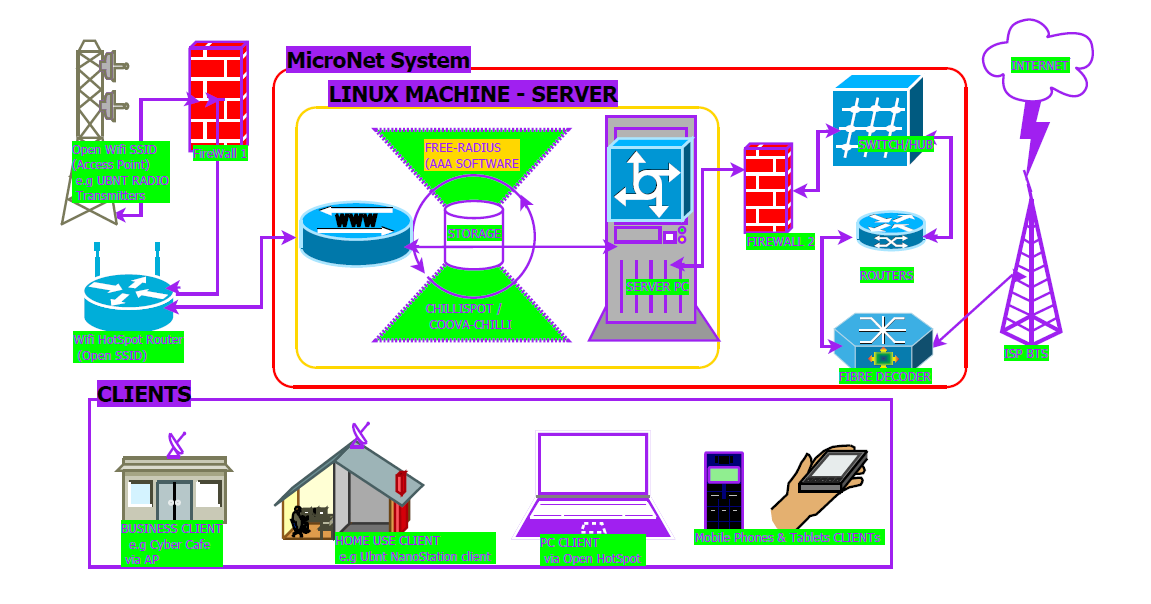 MicroNet System
LINUX MACHINE - SERVER
INTERNET
Open Wifi SSID
(Access Point)
e.g UBNT RADIO
Transmitters
FireWall 1
FREE-RADIUS
(AAA SOFTWARE
SWITCH/HUB
WWW
STORAGE
FIREWALL 2
ROUTERS
SERVER PC
CHILLISPOT /
COOVA-CHILLI
Wifi HotSpot Router
(Open SSID)
ISP BTS
FIBRE DECODER
CLIENTS
BUSINESS CLIENT
e.g Cyber Cafe
via AP
HOME USE CLIENT
e.g Ubnt NanoStation client
PC CLIENT
via Open HotSpot
Mobile Phones & Tablets CLIENTs